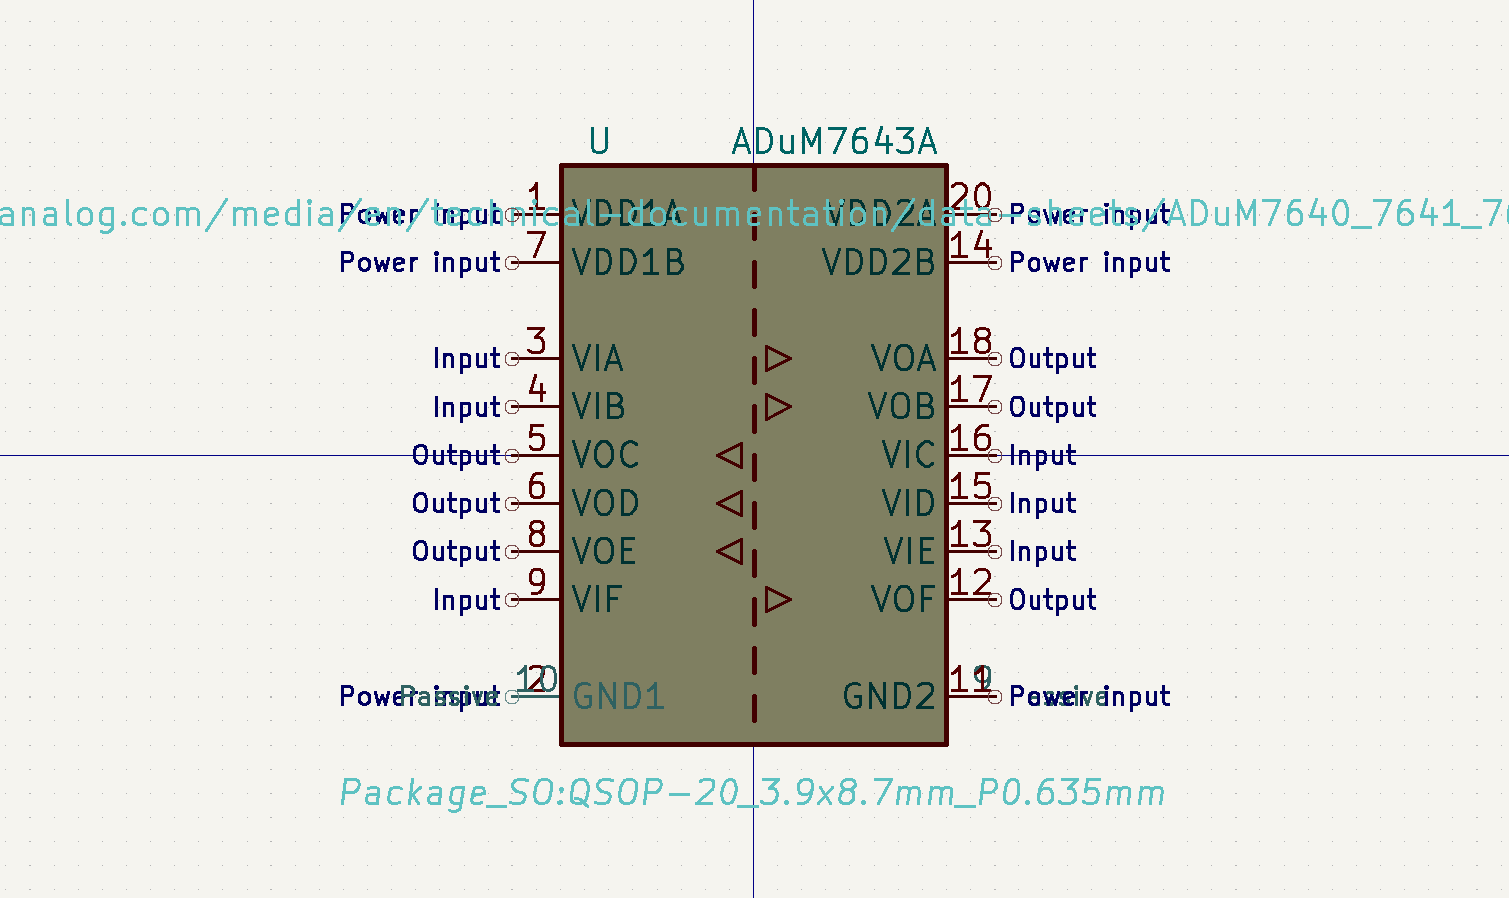 U ADuM7643A
analog.com/media/en/technical-documentation/data-sheets/ADuM7640_7641_76
Power input 1 VDD1A VDD2A 20 Power input
Power input 7 VDD1B VDD2B 14 Power input
Input 3 VIA VOA 18 Output
Input 4 VIB VOB 17 Output
Output 5 VOC VIC 16 Input
Output 6 VOD VID 15 Input
Output 8 VOE VIE 13 Input
Input 9 VIF VOF 12 Output
Power input Passive 2 10 GND1 GND2 11 Power input
Package_SO:QSOP-20_3.9x8.7mm_P0.635mm